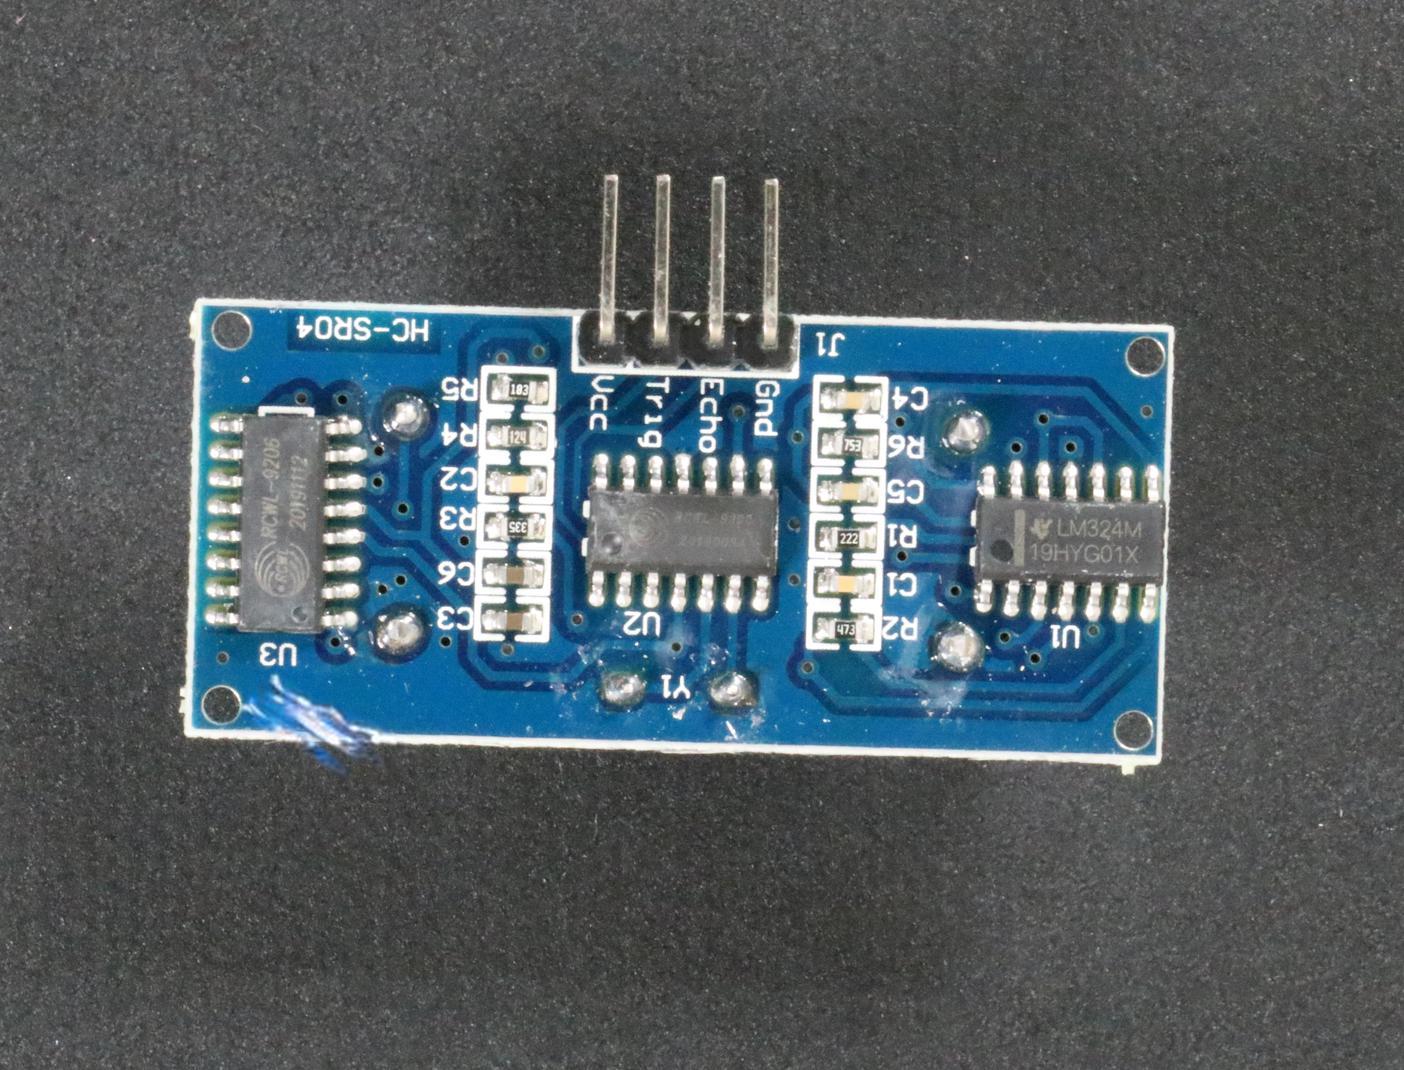 HC-SR04
J1
Vcc
Trig
Echo
Gnd
R5
103
R4
124
C2
R3
335
C6
C3
C4
R6
753
C5
R1
222
C1
R2
473
RCWL-9206
20191112
RCWL
U3
U2
Y1
LM324M
19HYG01X
U1